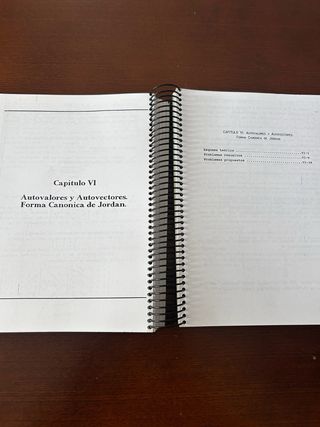 Capitulo VI
Autovalores y Autovectores.
Forma Canonica de Jordan.
CAPITULO VI. AUTOVALORES Y AUTOVECTORES.
FORMA CANONICA DE JORDAN
Esquema teorico
Problemas resueltos
Problemas propuestos